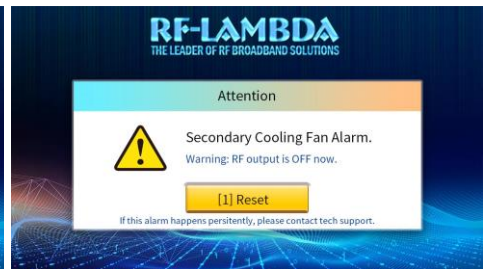 RF-LAMBDA
THE LEADER OF RF BROADBAND SOLUTIONS
Attention
Secondary Cooling Fan Alarm.
Warning: RF output is OFF now.
[1] Reset
If this alarm happens persitently, please contact tech support.